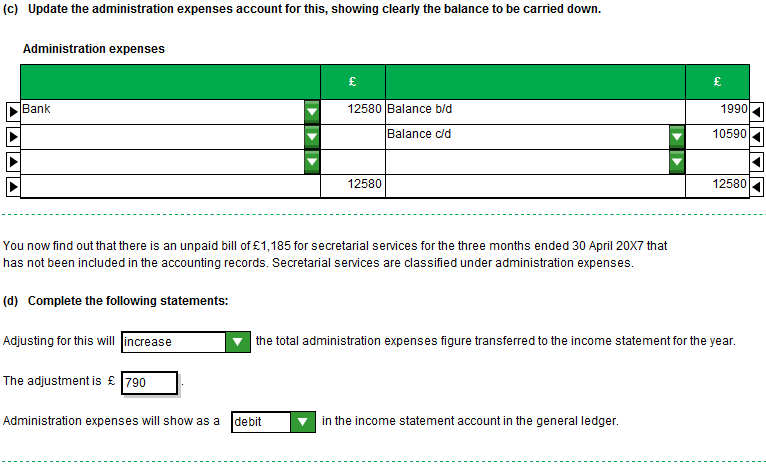 (c) Update the administration expenses account for this, showing clearly the balance to be carried down.
Administration expenses
£ £
Bank 12580 Balance b/d 1990
Balance c/d 10590
12580 12580
You now find out that there is an unpaid bill of £1,185 for secretarial services for the three months ended 30 April 20X7 that
has not been included in the accounting records. Secretarial services are classified under administration expenses.
(d) Complete the following statements:
Adjusting for this will increase the total administration expenses figure transferred to the income statement for the year.
The adjustment is £ 790 .
Administration expenses will show as a debit in the income statement account in the general ledger.